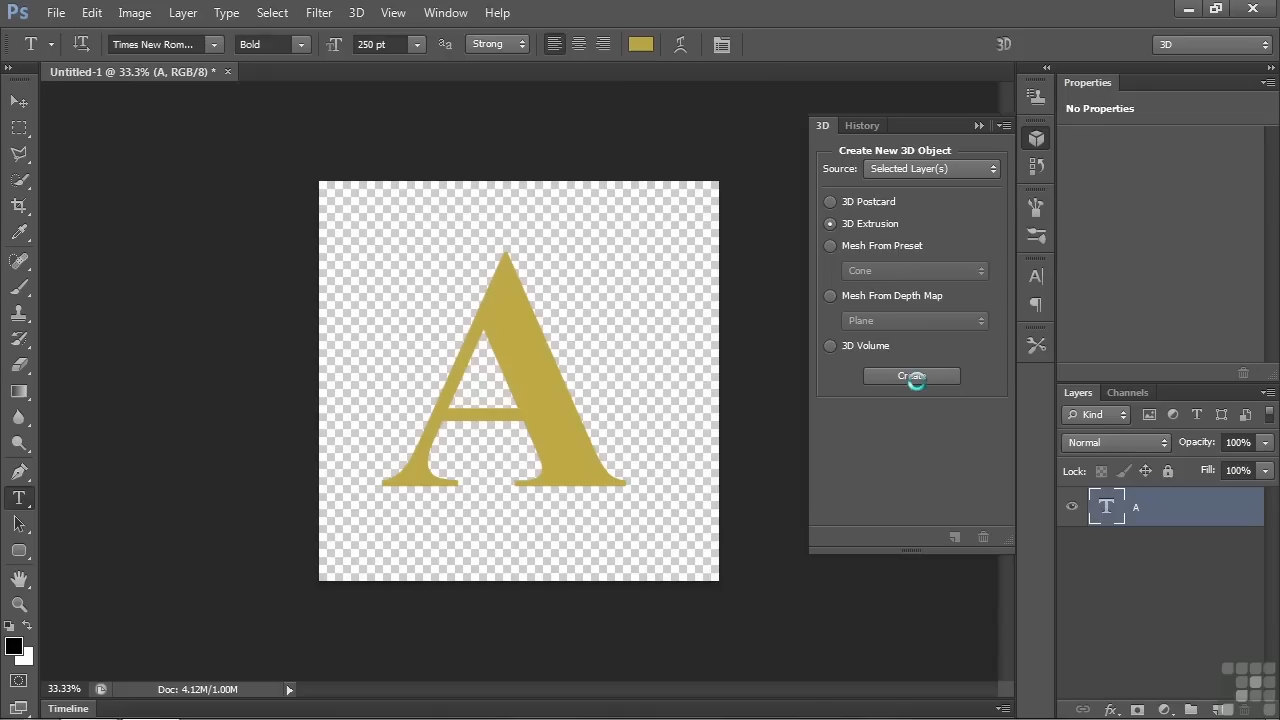 Ps File Edit Image Layer Type Select Filter 3D View Window Help
T Times New Rom... Bold T 250 pt aa Strong 3D 3D
Untitled-1 @ 33.3% (A, RGB/8) * ×
Properties
No Properties
3D History
Create New 3D Object
Source: Selected Layer(s)
3D Postcard
3D Extrusion
Mesh From Preset
Cone
Mesh From Depth Map
Plane
3D Volume
Create
A
Layers Channels
Kind T
Normal Opacity: 100%
Lock: Fill: 100%
T A
33.33% Doc: 4.12M/1.00M
Timeline fx